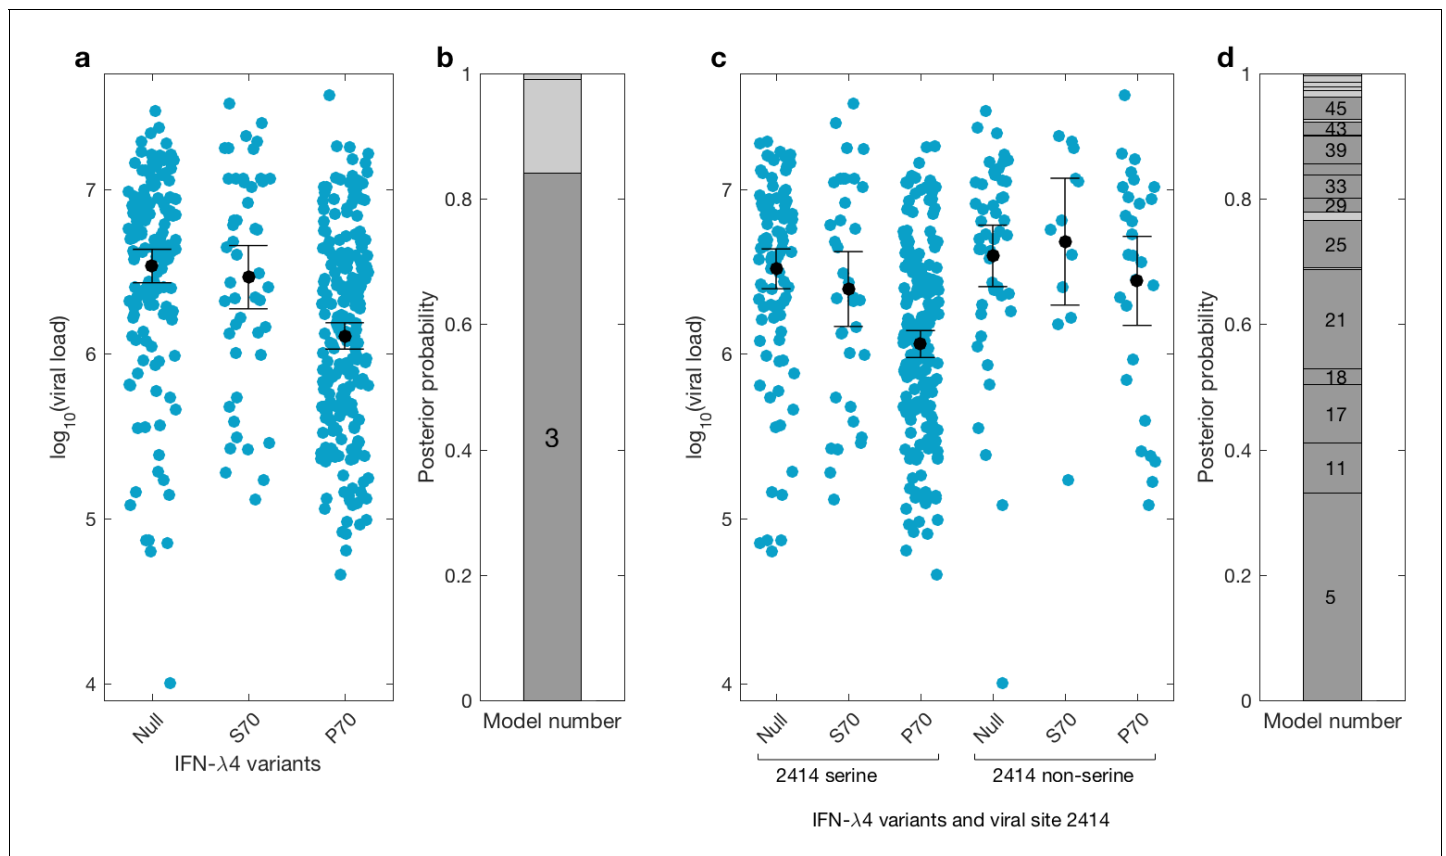 a
b
c
d
7
6
5
4
log10(viral load)
Null
S70
P70
IFN-λ4 variants
1
0.8
0.6
0.4
0.2
0
Posterior probability
3
Model number
7
6
5
4
log10(viral load)
Null
S70
P70
Null
S70
P70
2414 serine
2414 non-serine
IFN-λ4 variants and viral site 2414
1
0.8
0.6
0.4
0.2
0
Posterior probability
45
43
39
33
29
25
21
18
17
11
5
Model number